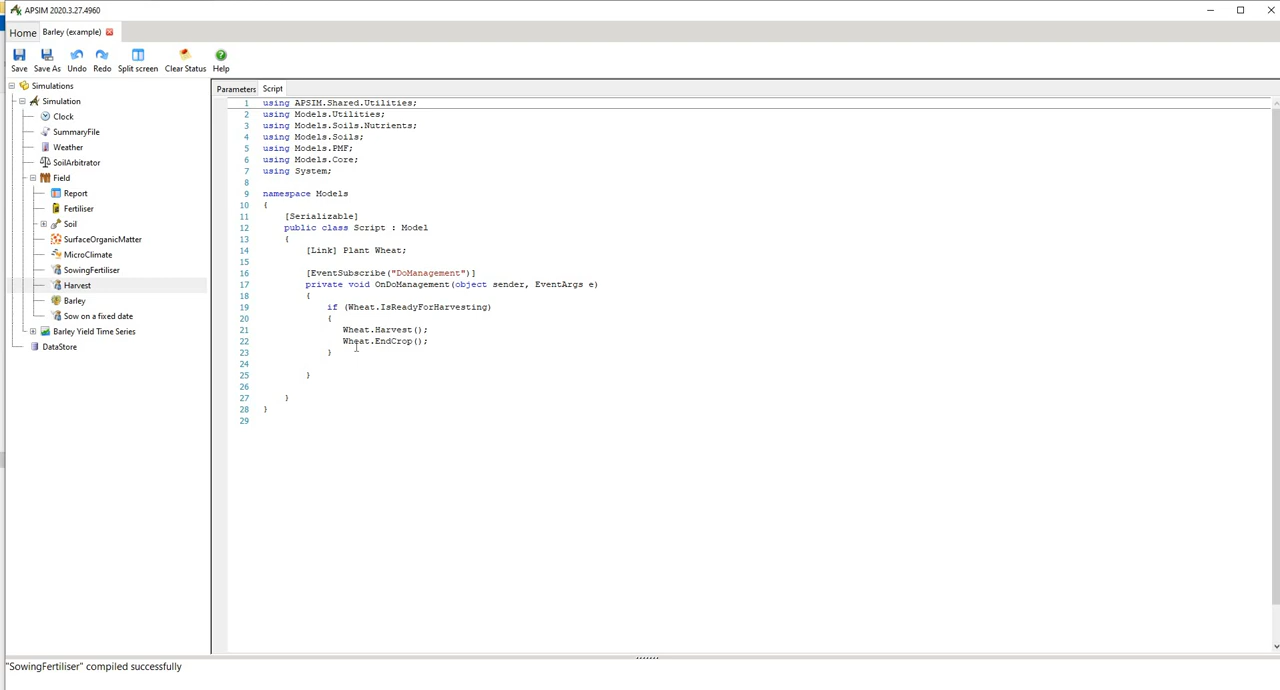 APSIM 2020.3.27.4960
Home Barley (example)
Save Save As Undo Redo Split screen Clear Status Help
Simulations
Simulation
Clock
SummaryFile
Weather
SoilArbitrator
Field
Report
Fertiliser
Soil
SurfaceOrganicMatter
MicroClimate
SowingFertiliser
Harvest
Barley
Sow on a fixed date
Barley Yield Time Series
DataStore
Parameters Script
1 using APSIM.Shared.Utilities;
2 using Models.Utilities;
3 using Models.Soils.Nutrients;
4 using Models.Soils;
5 using Models.PMF;
6 using Models.Core;
7 using System;
8
9 namespace Models
10 {
11 [Serializable]
12 public class Script : Model
13 {
14 [Link] Plant Wheat;
15
16 [EventSubscribe("DoManagement")]
17 private void OnDoManagement(object sender, EventArgs e)
18 {
19 if (Wheat.IsReadyForHarvesting)
20 {
21 Wheat.Harvest();
22 Wheat.EndCrop();
23 }
24
25 }
26
27 }
28 }
29
"SowingFertiliser" compiled successfully